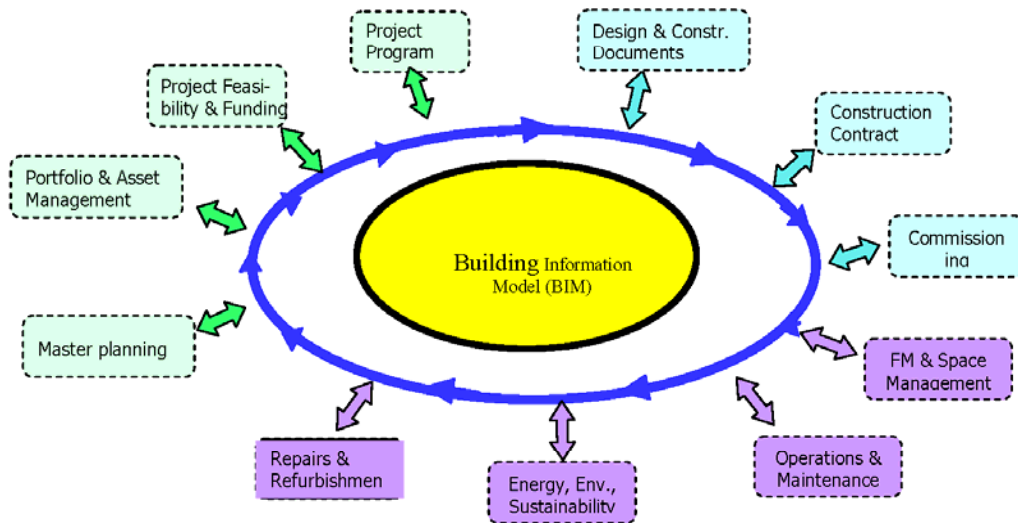 Project
Program
Design & Constr.
Documents
Project Feasi-
bility & Funding
Construction
Contract
Portfolio & Asset
Management
Commission
ing
Building Information
Model (BIM)
Master planning
FM & Space
Management
Repairs &
Refurbishmen
Energy, Env.,
Sustainability
Operations &
Maintenance